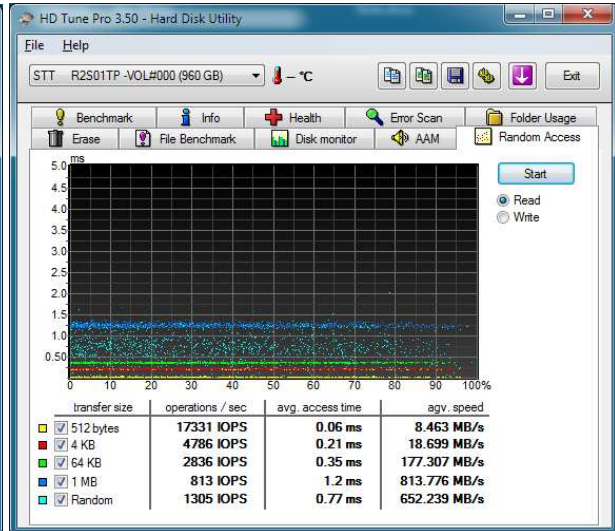 HD Tune Pro 3.50 - Hard Disk Utility
File Help
STT R2S01TP -VOL#000 (960 GB) – °C Exit
Benchmark Info Health Error Scan Folder Usage
Erase File Benchmark Disk monitor AAM Random Access
ms
5.0
4.5
4.0
3.5
3.0
2.5
2.0
1.5
1.0
0.50
0 10 20 30 40 50 60 70 80 90 100%
Start
Read
Write
transfer size operations / sec avg. access time agv. speed
512 bytes 17331 IOPS 0.06 ms 8.463 MB/s
4 KB 4786 IOPS 0.21 ms 18.699 MB/s
64 KB 2836 IOPS 0.35 ms 177.307 MB/s
1 MB 813 IOPS 1.2 ms 813.776 MB/s
Random 1305 IOPS 0.77 ms 652.239 MB/s